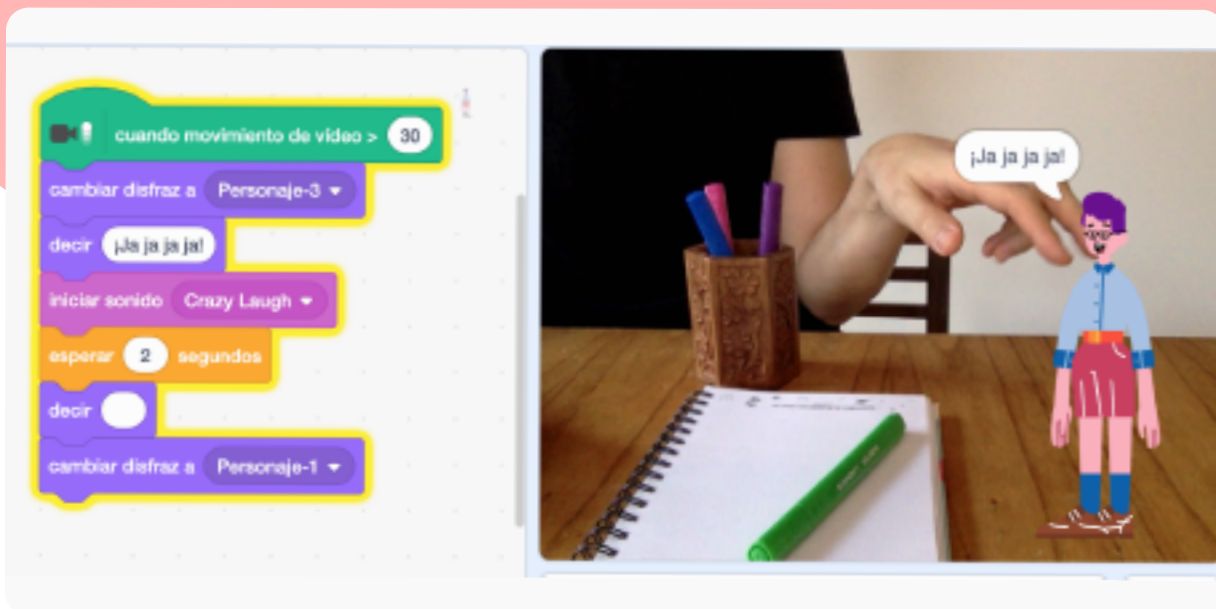 cuando movimiento de vídeo > 30
cambiar disfraz a Personaje-3
decir ¡Ja ja ja ja!
iniciar sonido Crazy Laugh
esperar 2 segundos
decir
cambiar disfraz a Personaje-1
¡Ja ja ja ja!